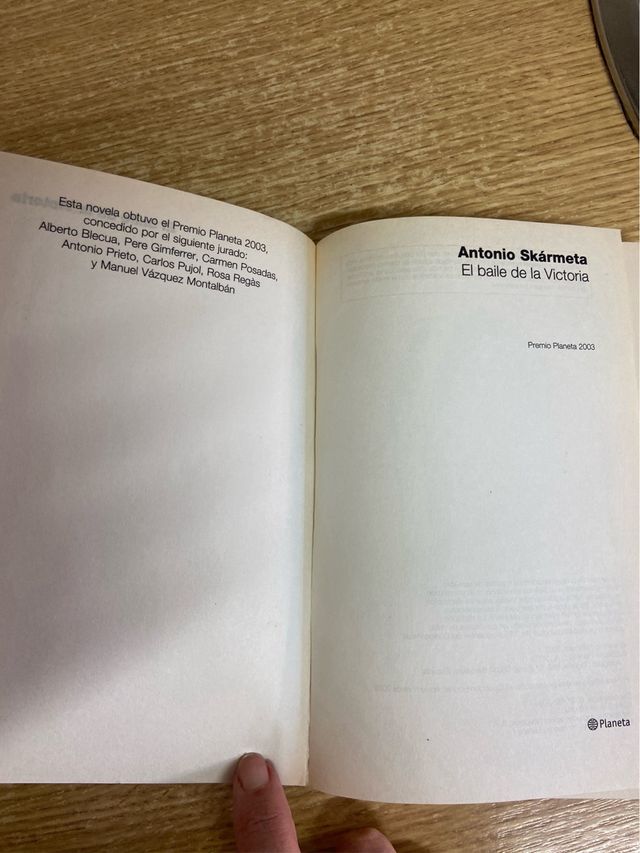 Esta novela obtuvo el Premio Planeta 2003,
concedido por el siguiente jurado:
Alberto Blecua, Pere Gimferrer, Carmen Posadas,
Antonio Prieto, Carlos Pujol, Rosa Regàs
y Manuel Vázquez Montalbán
Antonio Skármeta
El baile de la Victoria
Premio Planeta 2003
Planeta